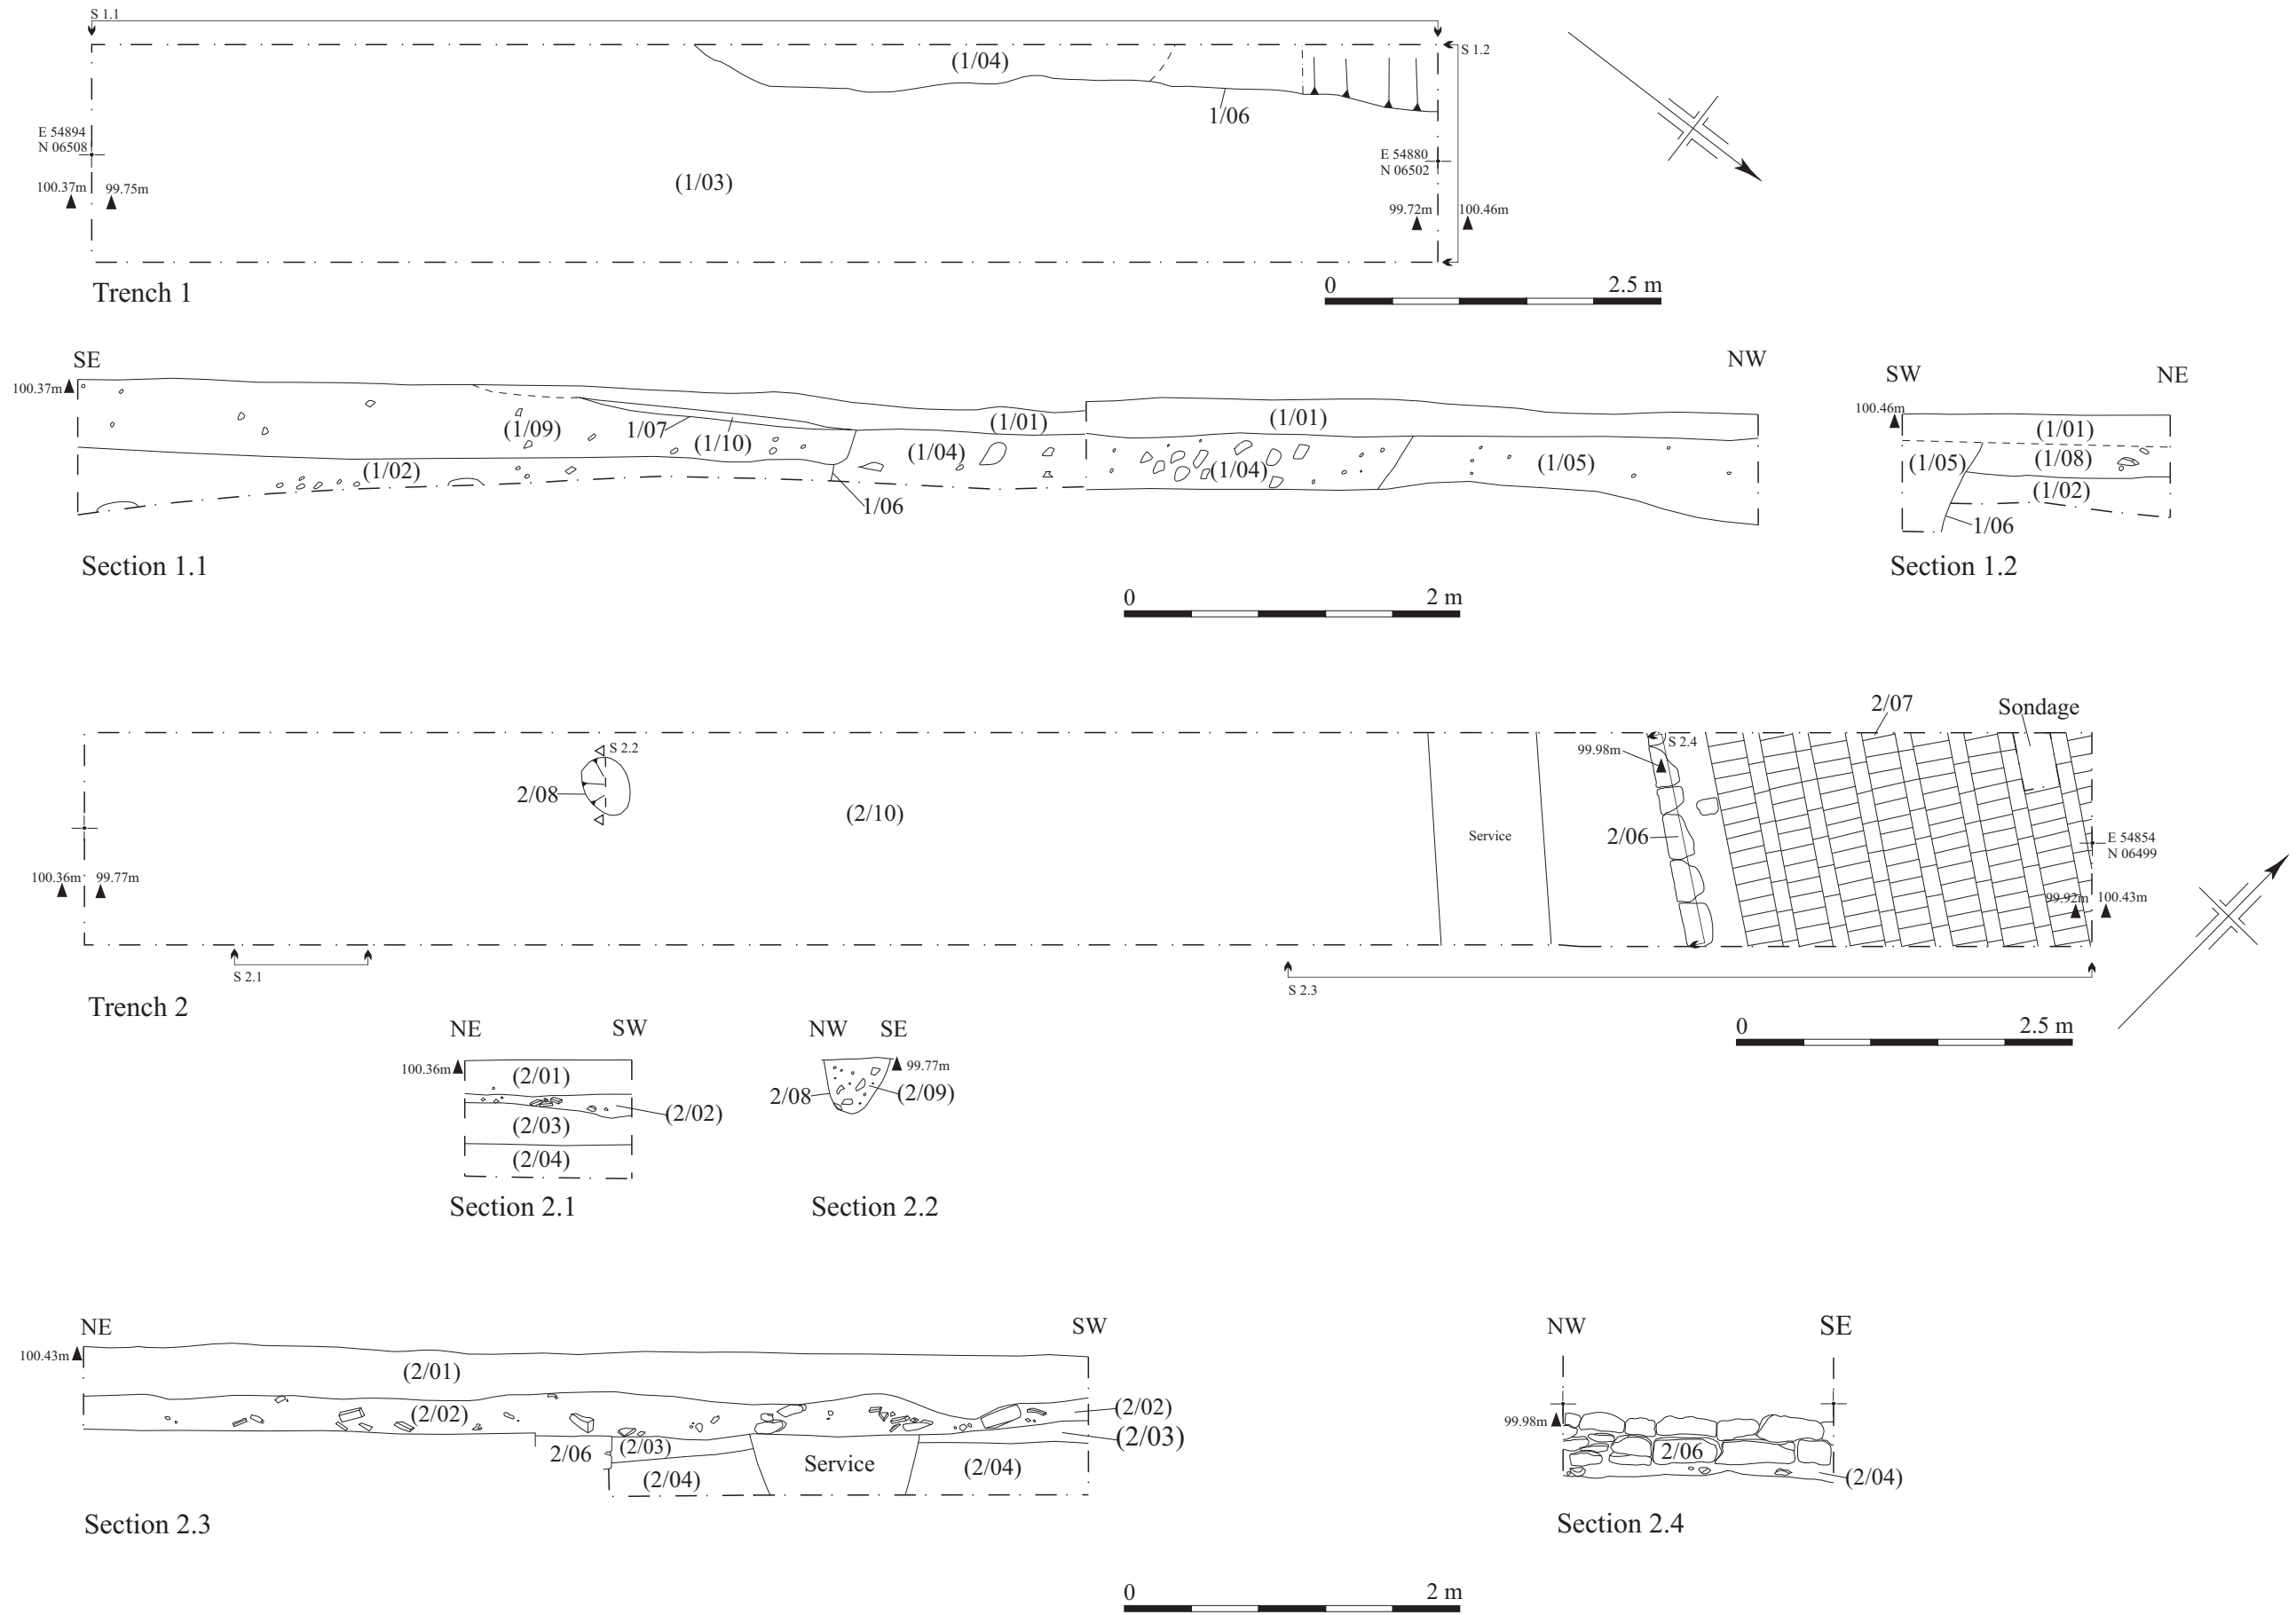 S 1.1
(1/04)
S 1.2
1/06
E 54894
N 06508
E 54880
N 06502
(1/03)
100.37m
99.75m
99.72m
100.46m
Trench 1
0
2.5 m
SE
NW
SW
NE
100.37m
100.46m
(1/09)
1/07
(1/10)
(1/01)
(1/01)
(1/02)
(1/04)
(1/04)
(1/05)
1/06
(1/01)
(1/05)
(1/08)
(1/02)
1/06
Section 1.1
Section 1.2
0
2 m
2/07
Sondage
S 2.2
2/08
(2/10)
99.98m
S 2.4
Service
2/06
E 54854
N 06499
100.36m
99.77m
99.92m
100.43m
S 2.1
S 2.3
Trench 2
0
2.5 m
NE
SW
NW
SE
100.36m
(2/01)
(2/02)
(2/03)
(2/04)
99.77m
2/08
(2/09)
Section 2.1
Section 2.2
NE
SW
NW
SE
100.43m
(2/01)
(2/02)
(2/02)
(2/03)
2/06
(2/03)
(2/04)
Service
(2/04)
99.98m
2/06
(2/04)
Section 2.3
Section 2.4
0
2 m